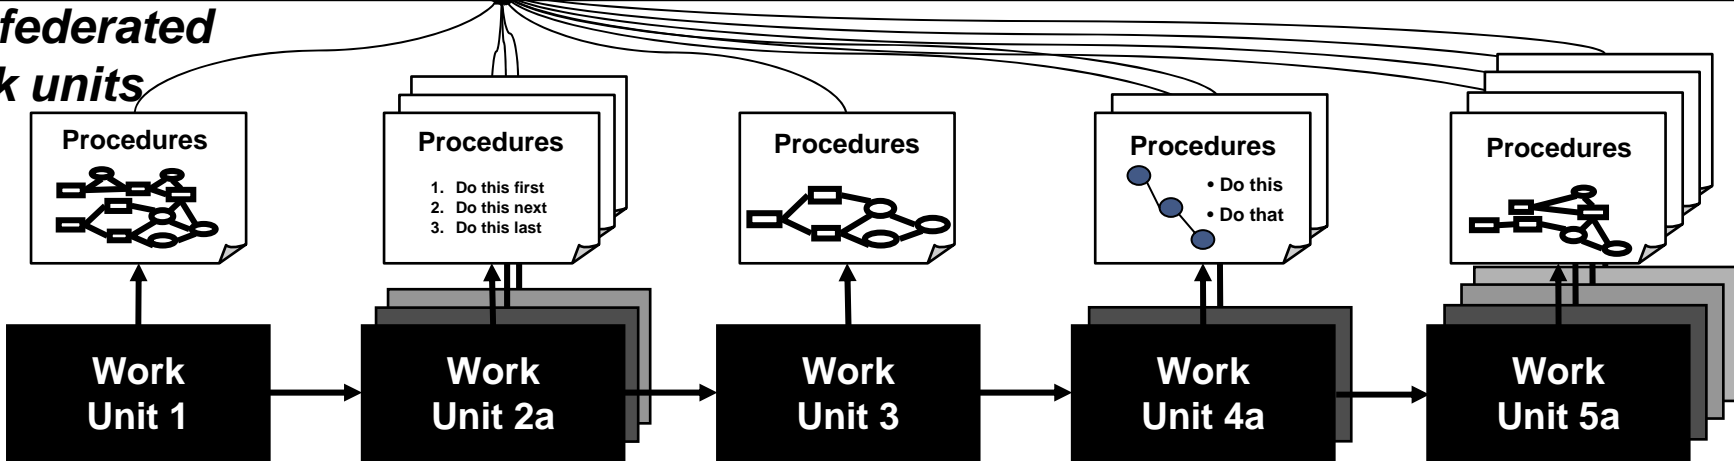 federated
k units
Procedures
Procedures
1. Do this first
2. Do this next
3. Do this last
Procedures
Procedures
• Do this
• Do that
Procedures
Work
Unit 1
Work
Unit 2a
Work
Unit 3
Work
Unit 4a
Work
Unit 5a